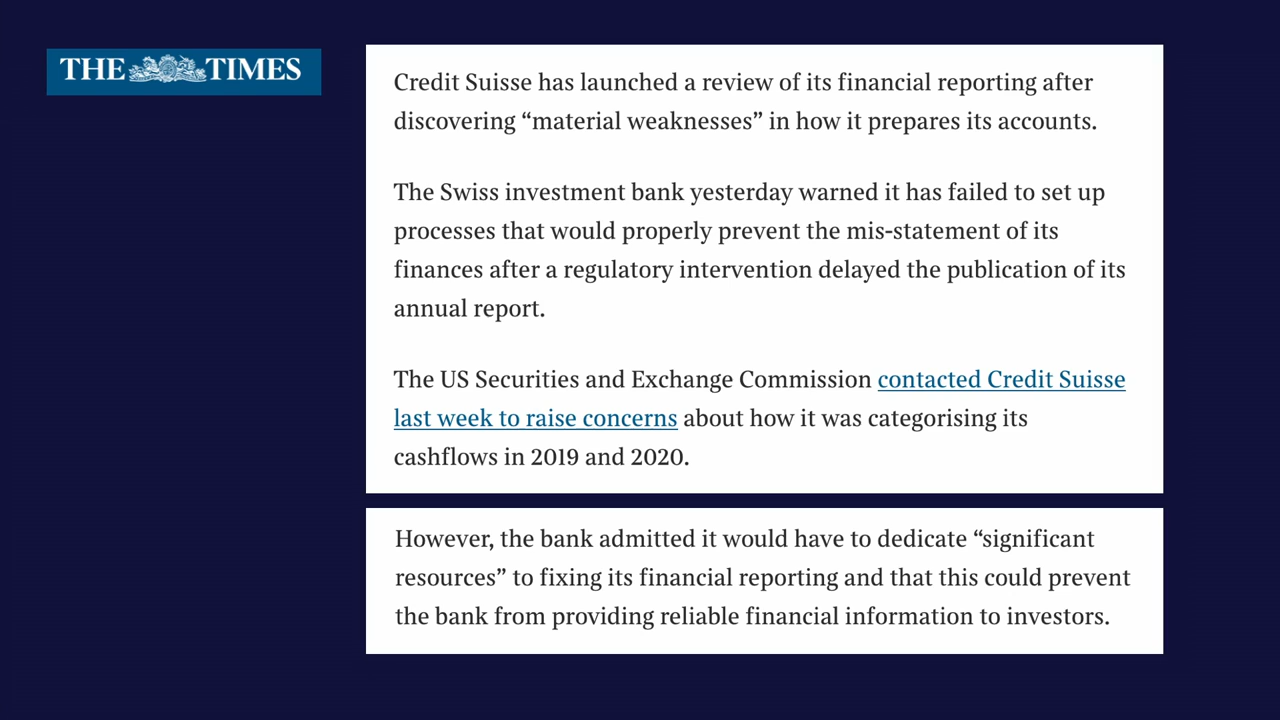 THE TIMES
Credit Suisse has launched a review of its financial reporting after
discovering “material weaknesses” in how it prepares its accounts.
The Swiss investment bank yesterday warned it has failed to set up
processes that would properly prevent the mis-statement of its
finances after a regulatory intervention delayed the publication of its
annual report.
The US Securities and Exchange Commission contacted Credit Suisse
last week to raise concerns about how it was categorising its
cashflows in 2019 and 2020.
However, the bank admitted it would have to dedicate “significant
resources” to fixing its financial reporting and that this could prevent
the bank from providing reliable financial information to investors.